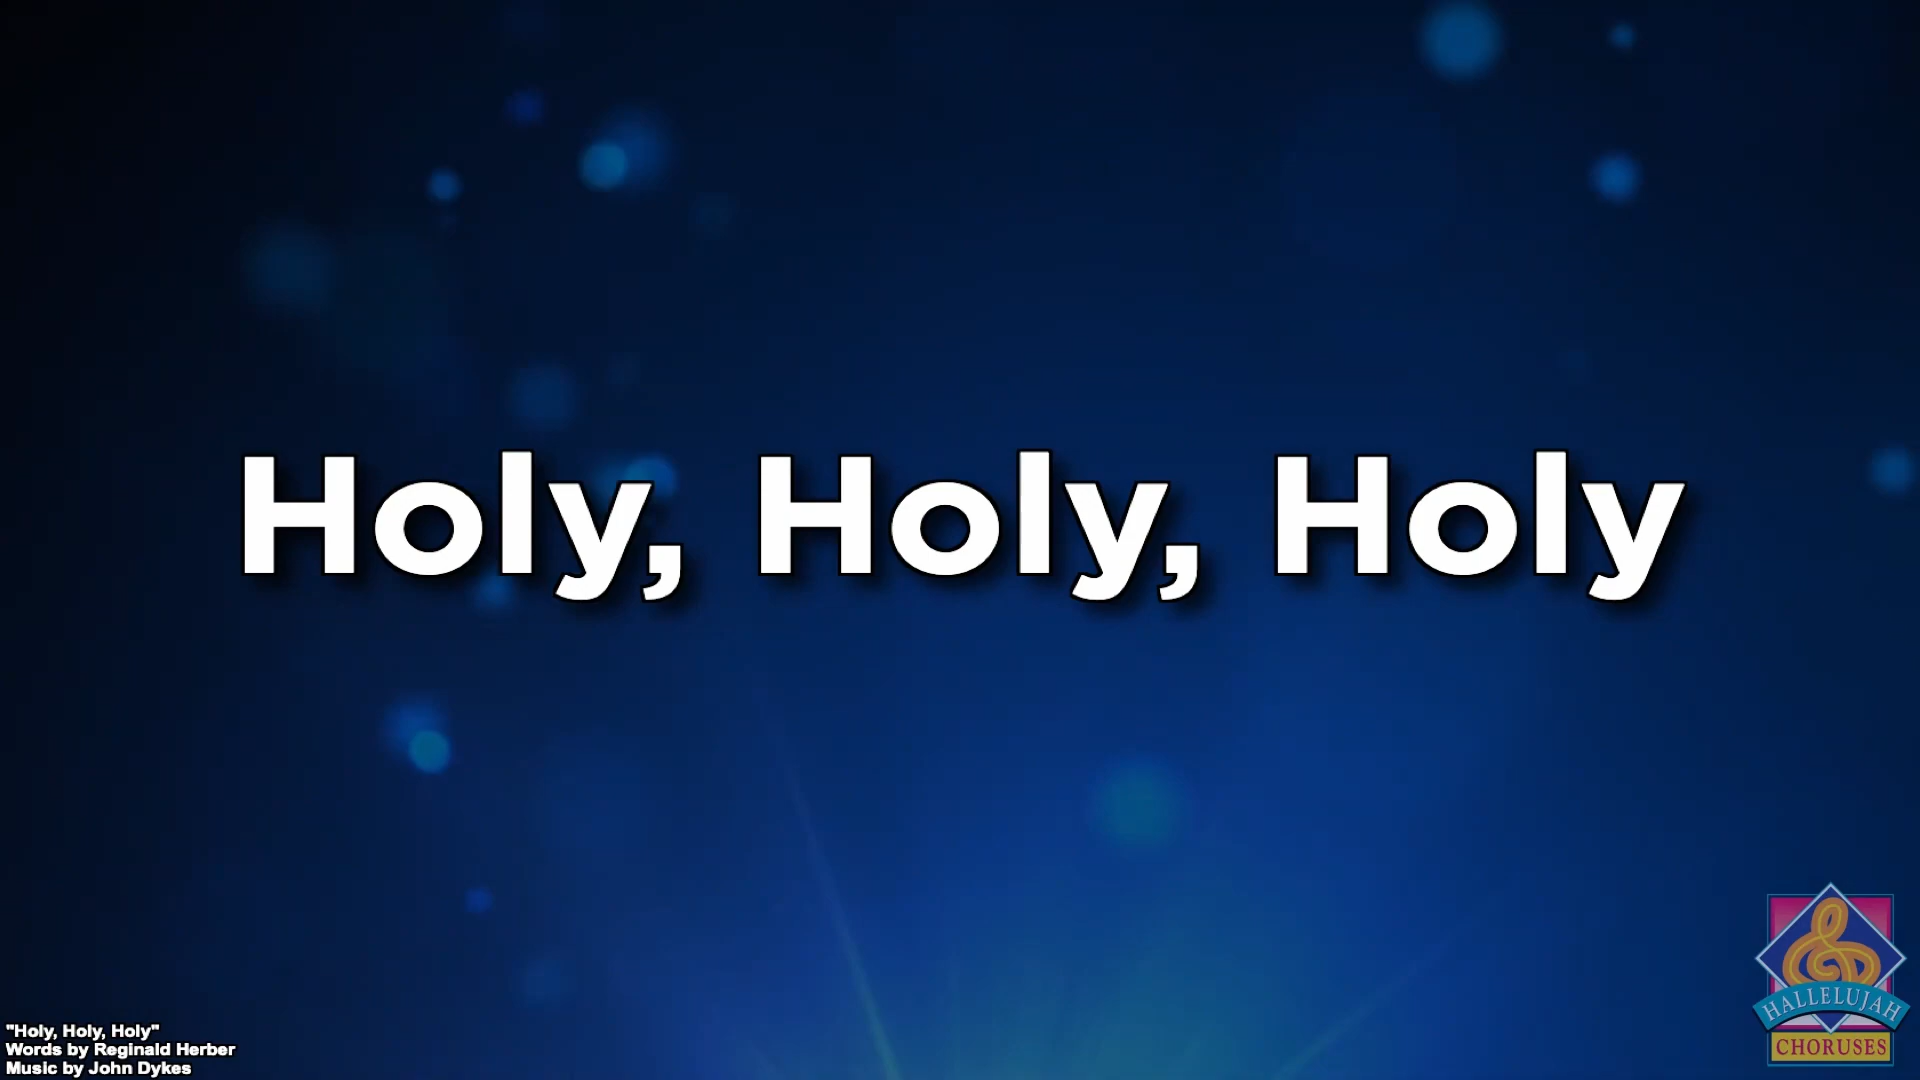 Holy, Holy, Holy
"Holy, Holy, Holy"
Words by Reginald Herber
Music by John Dykes
HALLELUJAH
CHORUSES